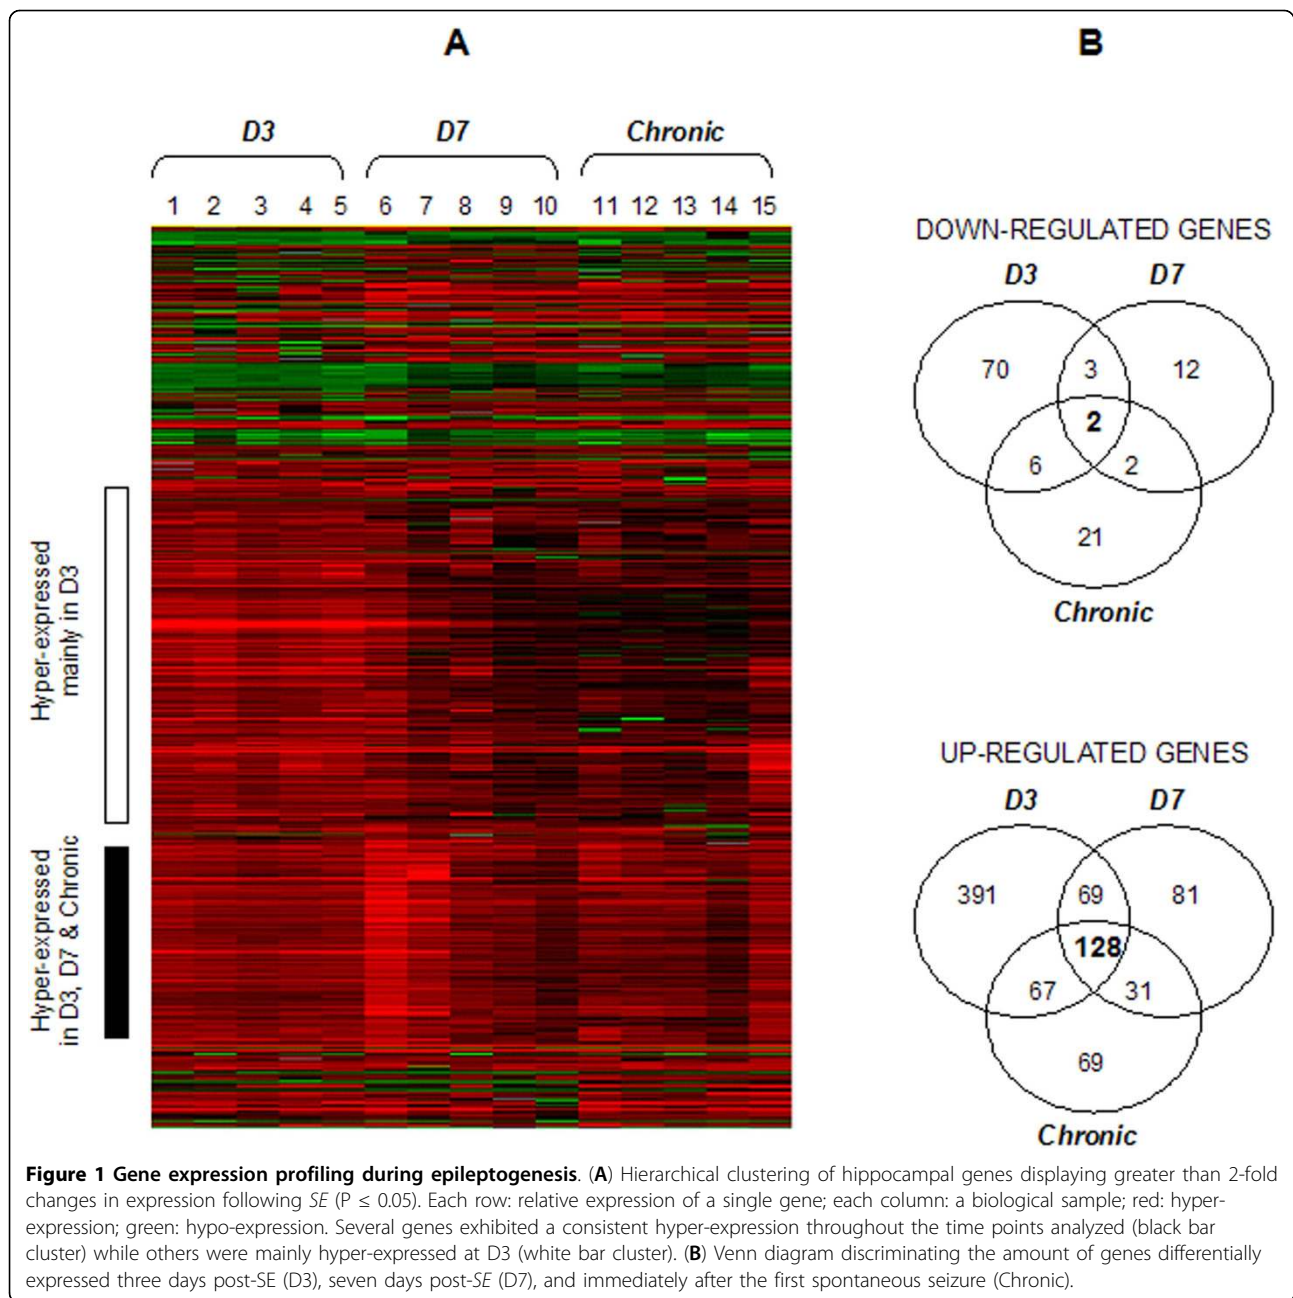 A
B
D3
D7
Chronic
1 2 3 4 5 6 7 8 9 10 11 12 13 14 15
Hyper-expressed
mainly in D3
Hyper-expressed
in D3, D7 & Chronic
DOWN-REGULATED GENES
D3
D7
70
3
12
2
6
2
21
Chronic
UP-REGULATED GENES
D3
D7
391
69
81
128
67
31
69
Chronic
Figure 1 Gene expression profiling during epileptogenesis. (A) Hierarchical clustering of hippocampal genes displaying greater than 2-fold
changes in expression following SE (P ≤ 0.05). Each row: relative expression of a single gene; each column: a biological sample; red: hyper-
expression; green: hypo-expression. Several genes exhibited a consistent hyper-expression throughout the time points analyzed (black bar
cluster) while others were mainly hyper-expressed at D3 (white bar cluster). (B) Venn diagram discriminating the amount of genes differentially
expressed three days post-SE (D3), seven days post-SE (D7), and immediately after the first spontaneous seizure (Chronic).